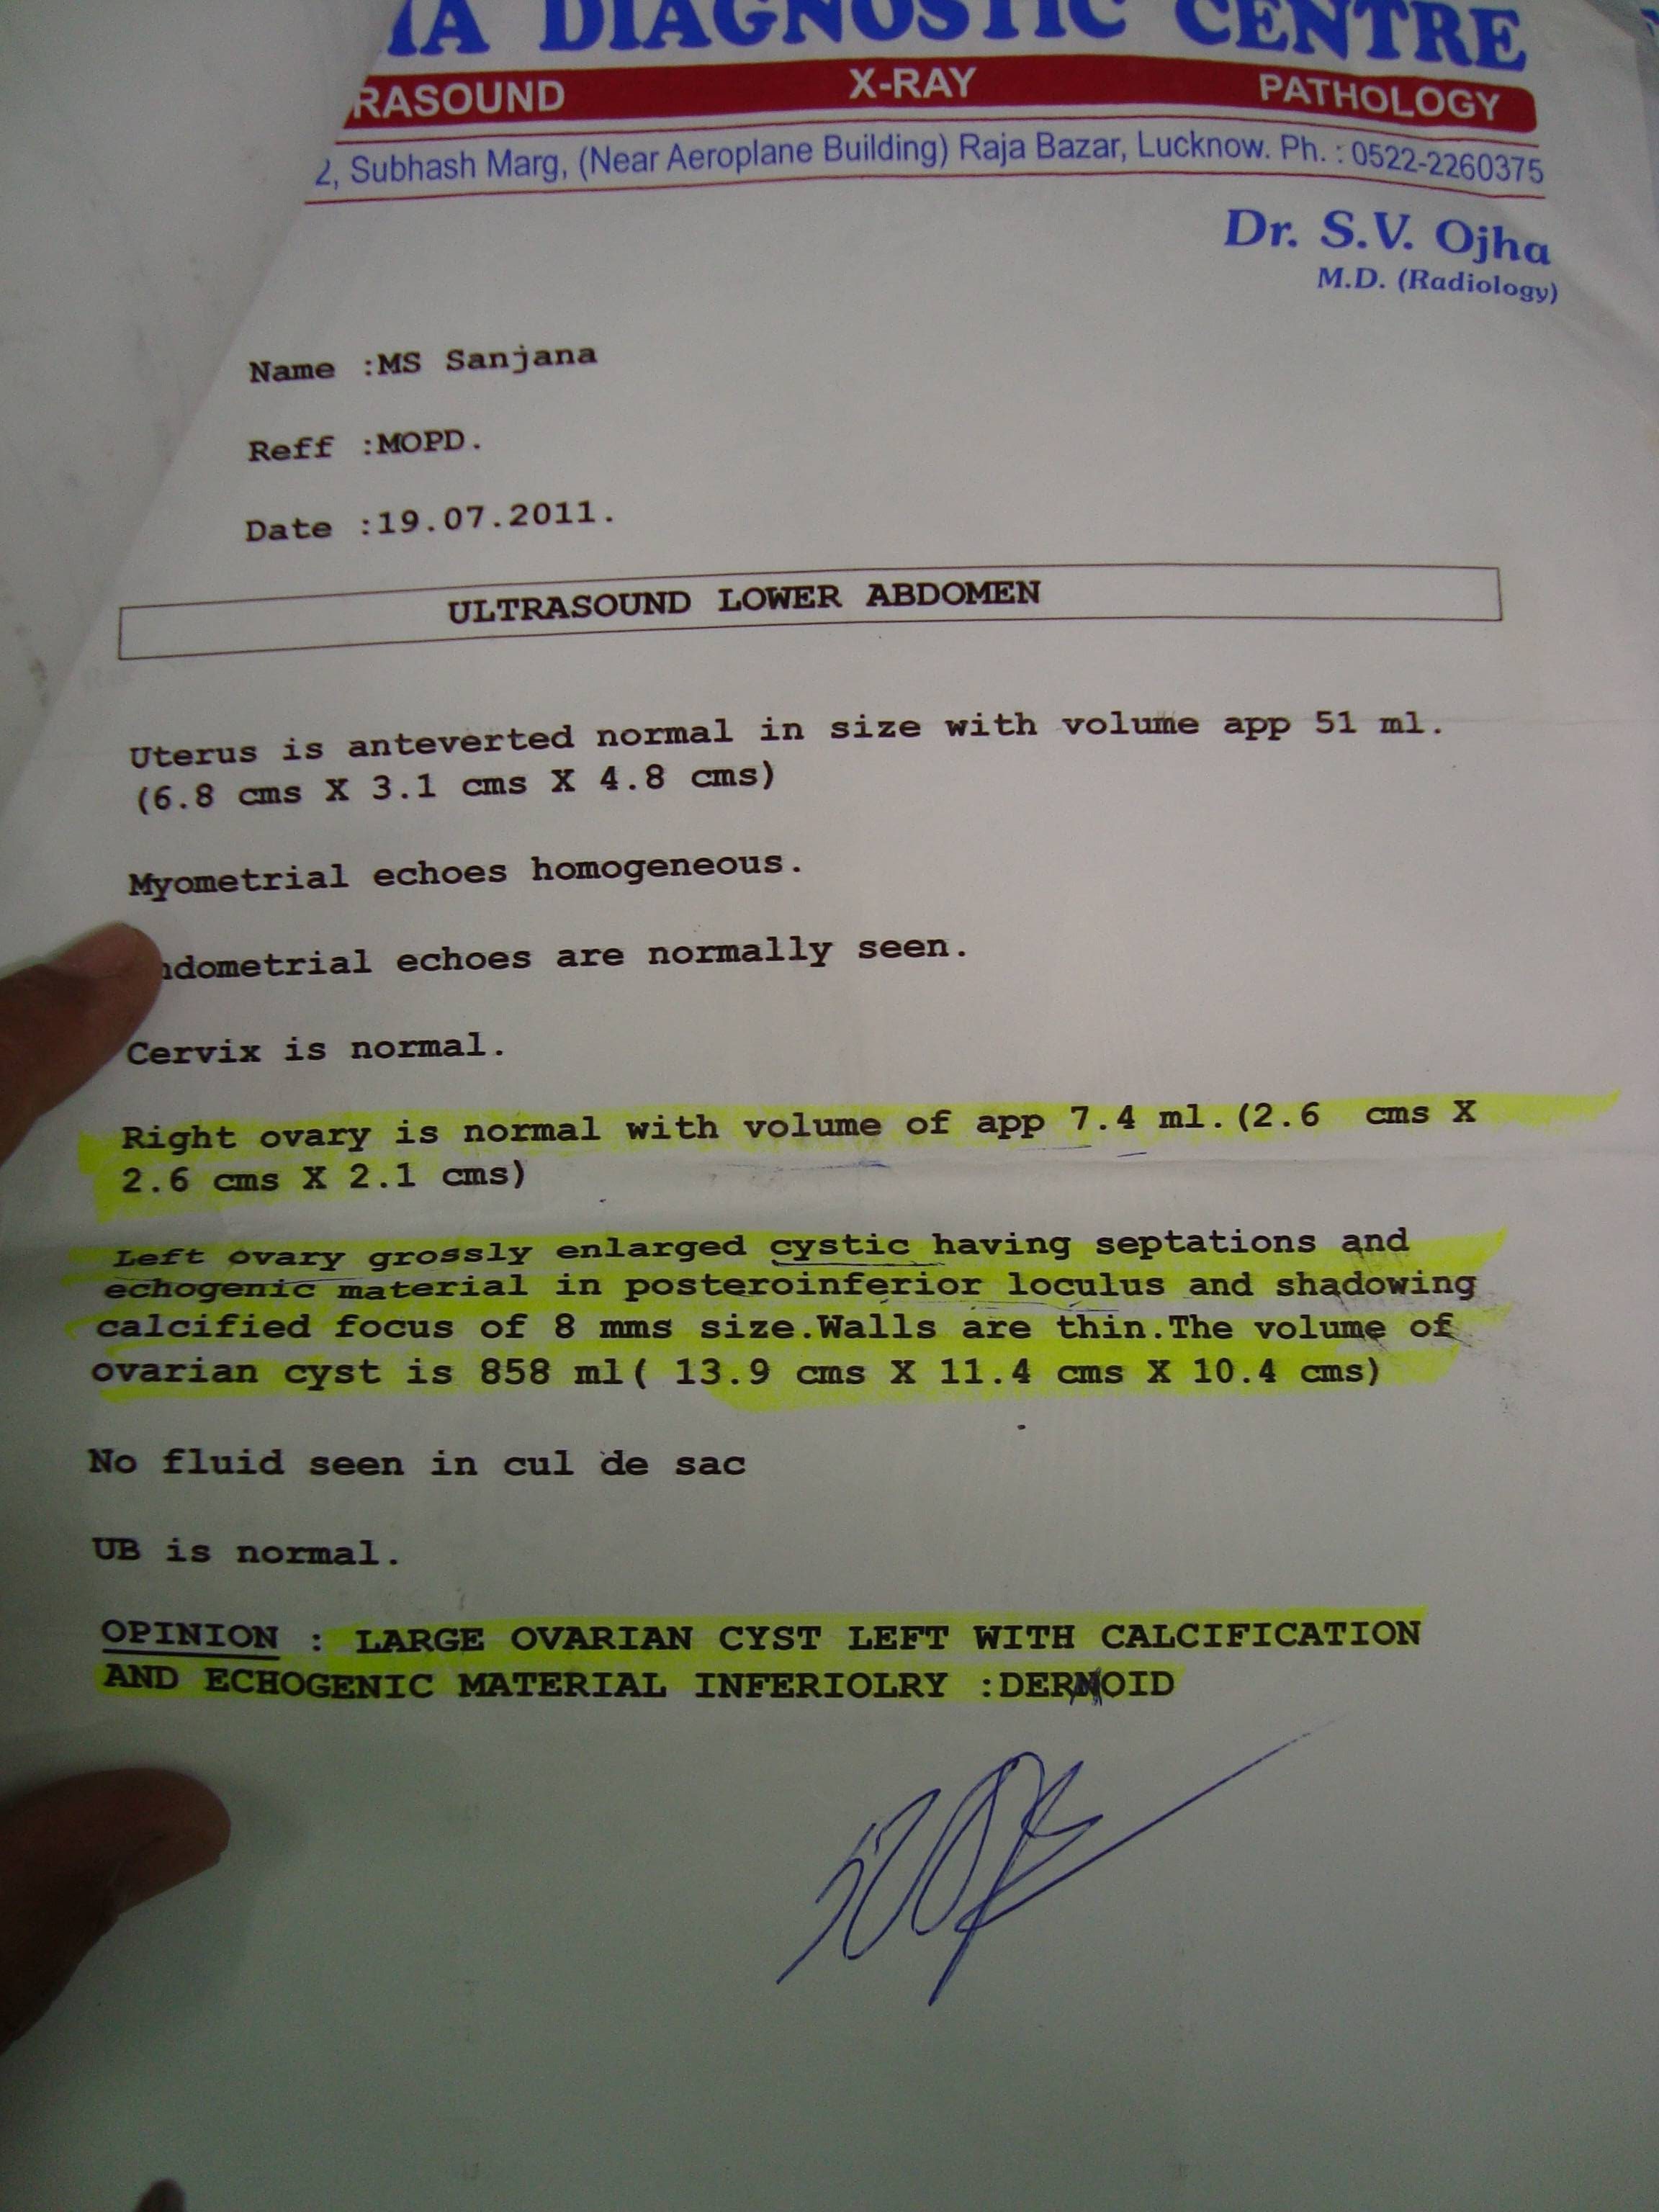 IA DIAGNOSTIC CENTRE
RASOUND X-RAY PATHOLOGY
2, Subhash Marg, (Near Aeroplane Building) Raja Bazar, Lucknow. Ph. : 0522-2260375
Dr. S.V. Ojha
M.D. (Radiology)
Name :MS Sanjana
Reff :MOPD.
Date :19.07.2011.
ULTRASOUND LOWER ABDOMEN
Uterus is anteverted normal in size with volume app 51 ml.
(6.8 cms X 3.1 cms X 4.8 cms)
Myometrial echoes homogeneous.
ndometrial echoes are normally seen.
Cervix is normal.
Right ovary is normal with volume of app 7.4 ml.(2.6 cms X
2.6 cms X 2.1 cms)
Left ovary grossly enlarged cystic having septations and
echogenic material in posteroinferior loculus and shadowing
calcified focus of 8 mms size.Walls are thin.The volume of
ovarian cyst is 858 ml( 13.9 cms X 11.4 cms X 10.4 cms)
No fluid seen in cul de sac
UB is normal.
OPINION : LARGE OVARIAN CYST LEFT WITH CALCIFICATION
AND ECHOGENIC MATERIAL INFERIOLRY :DERMOID